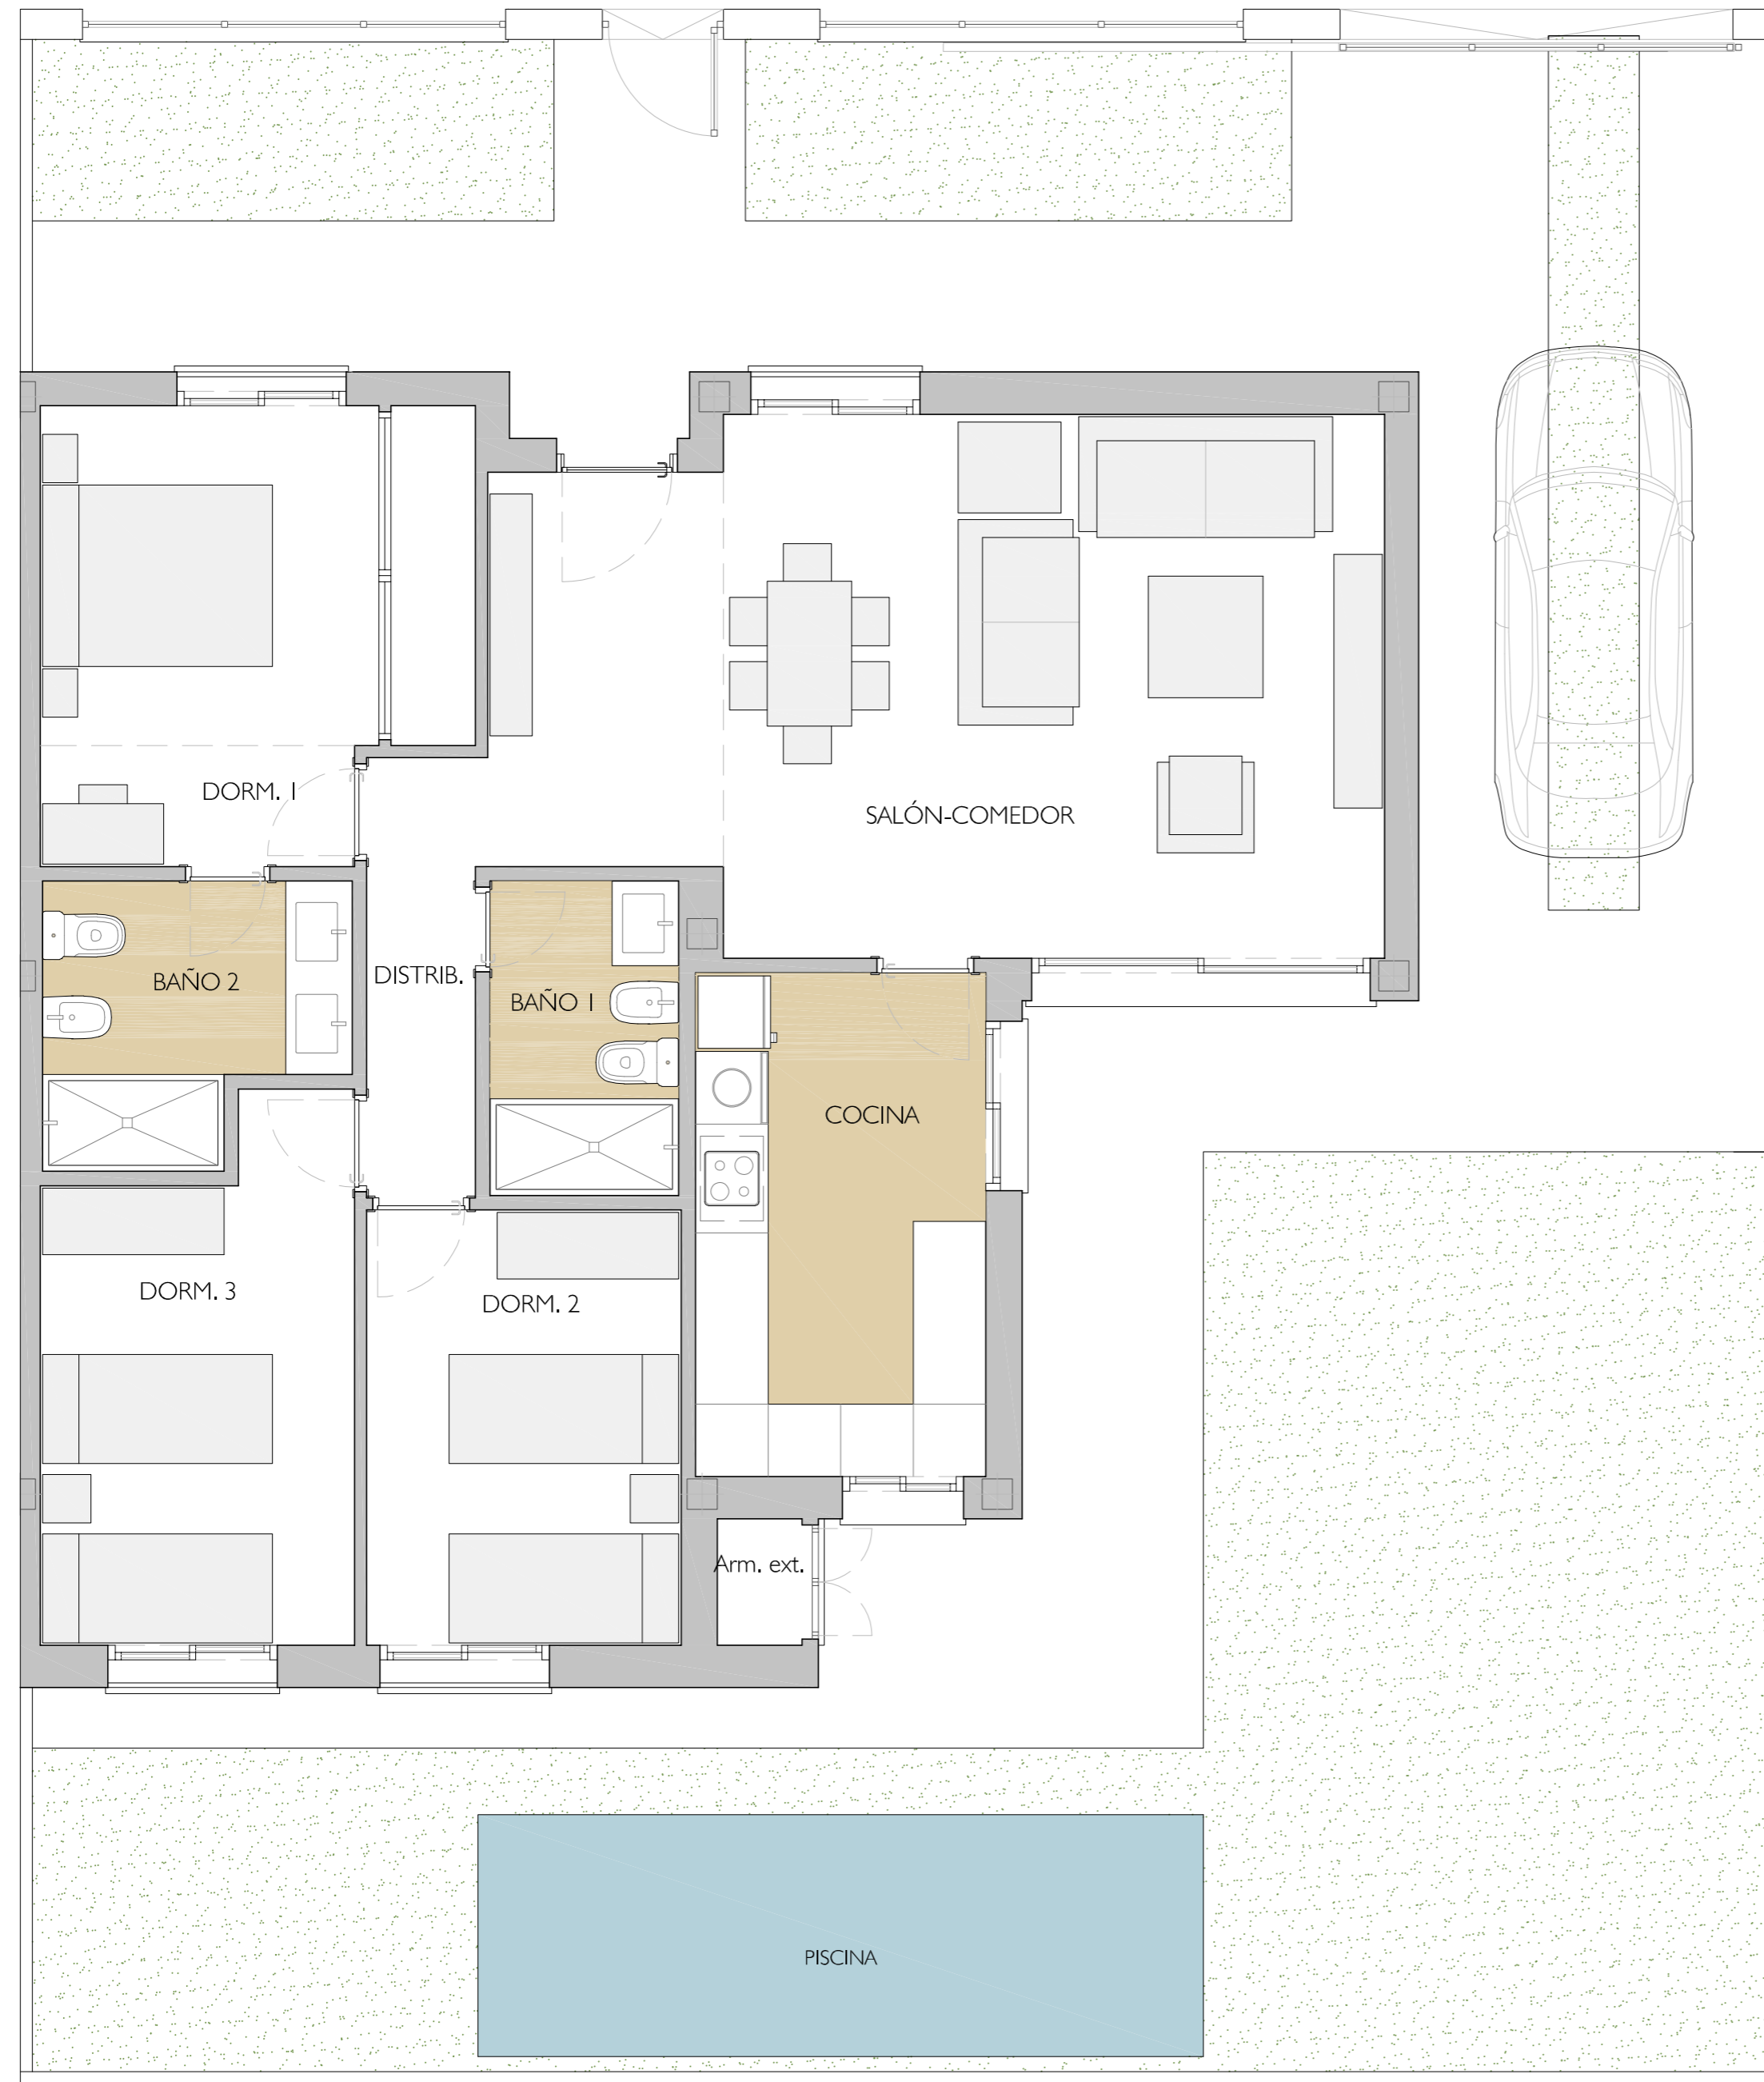 DORM. 1
SALÓN-COMEDOR
BAÑO 2
DISTRIB.
BAÑO 1
COCINA
DORM. 3
DORM. 2
Arm. ext.
PISCINA